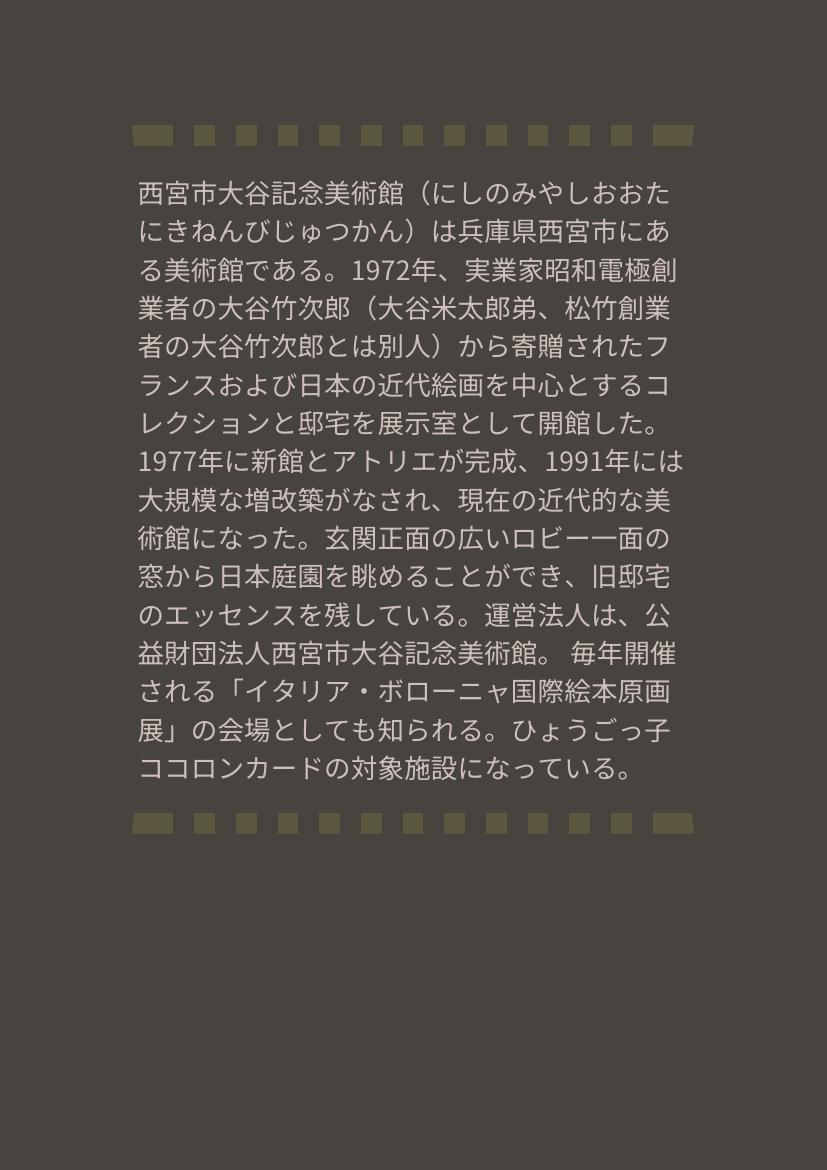 西宮市大谷記念美術館（にしのみやしおおた
にきねんびじゅつかん）は兵庫県西宮市にあ
る美術館である。1972年、実業家昭和電極創
業者の大谷竹次郎（大谷米太郎弟、松竹創業
者の大谷竹次郎とは別人）から寄贈されたフ
ランスおよび日本の近代絵画を中心とするコ
レクションと邸宅を展示室として開館した。
1977年に新館とアトリエが完成、1991年には
大規模な増改築がなされ、現在の近代的な美
術館になった。玄関正面の広いロビー一面の
窓から日本庭園を眺めることができ、旧邸宅
のエッセンスを残している。運営法人は、公
益財団法人西宮市大谷記念美術館。 毎年開催
される「イタリア・ボローニャ国際絵本原画
展」の会場としても知られる。ひょうごっ子
ココロンカードの対象施設になっている。